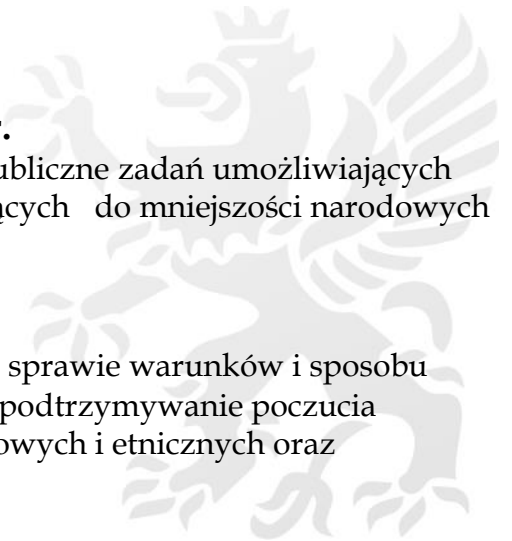 ubliczne zadań umożliwiających
ących do mniejszości narodowych
sprawie warunków i sposobu
podtrzymywanie poczucia
owych i etnicznych oraz